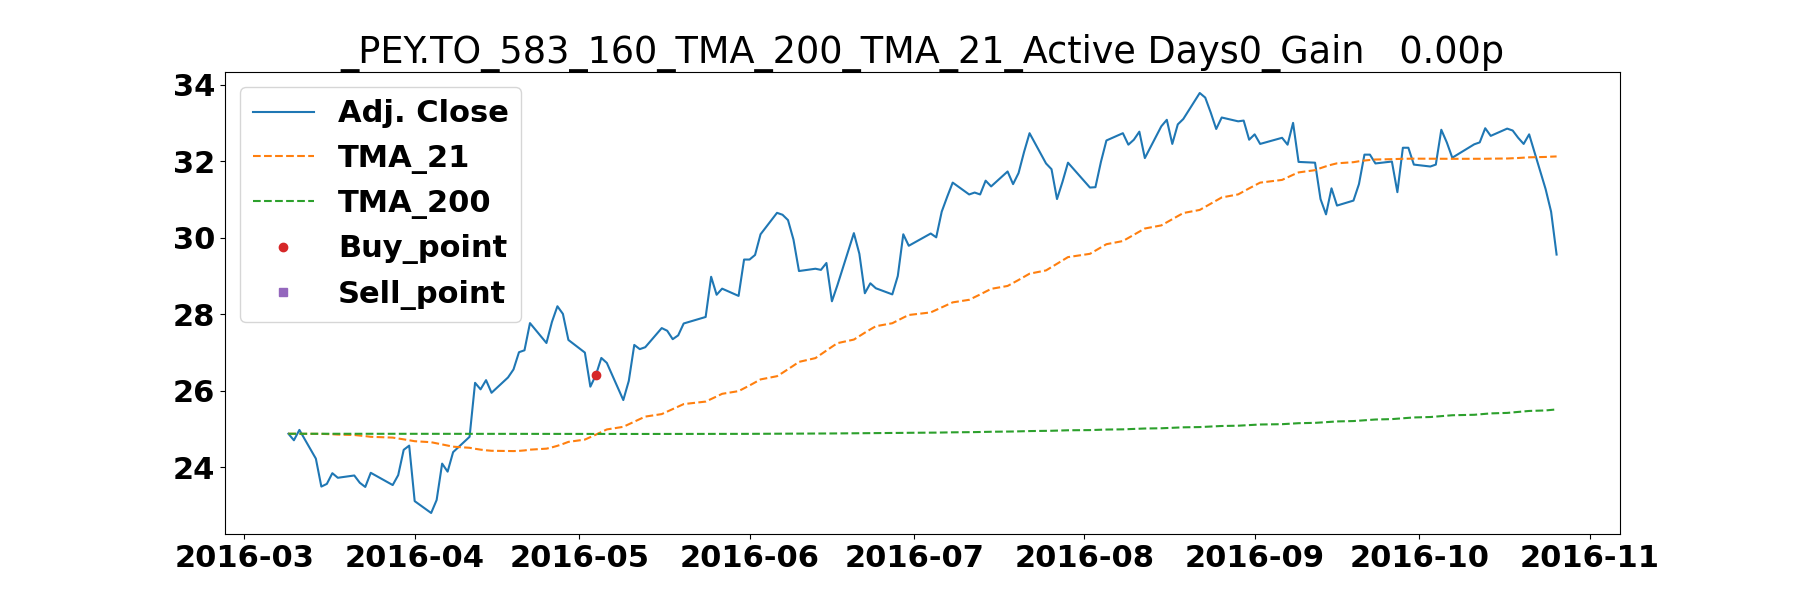 _PEY.TO_583_160_TMA_200_TMA_21_Active Days0_Gain   0.00p
34
32
30
28
26
24
Adj. Close
TMA_21
TMA_200
Buy_point
Sell_point
2016-03 2016-04 2016-05 2016-06 2016-07 2016-08 2016-09 2016-10 2016-11